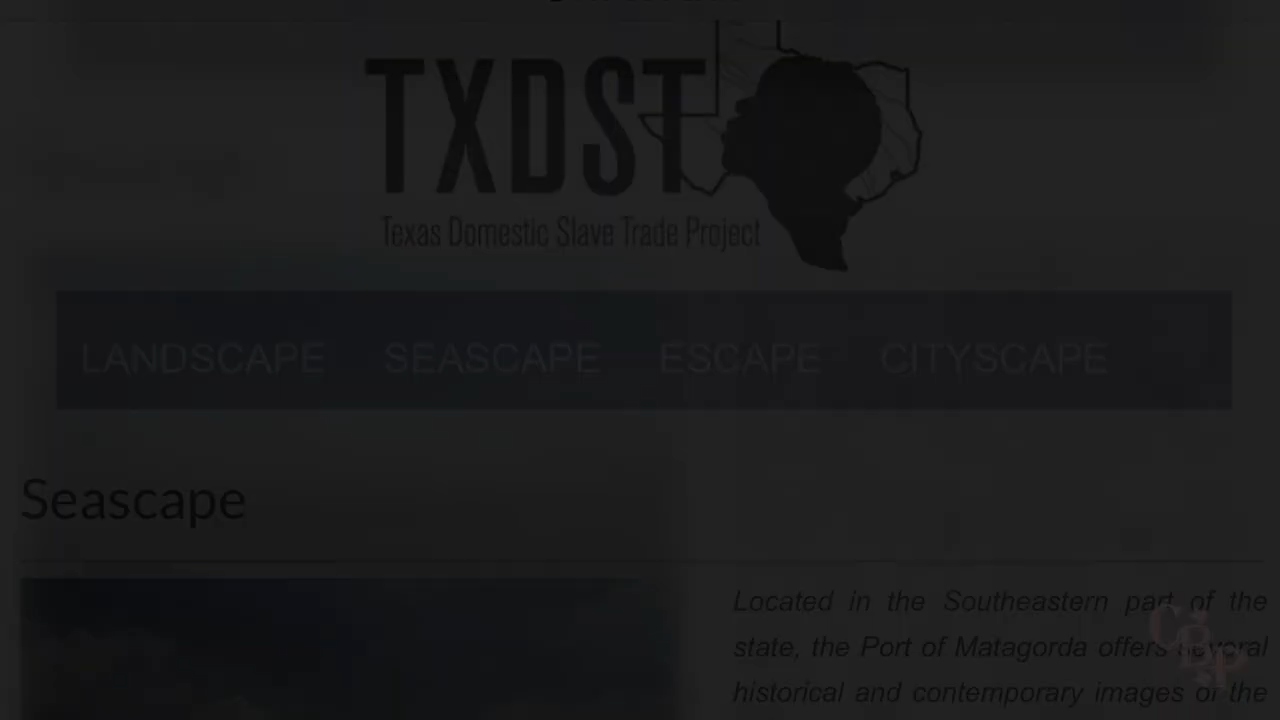 TXDST
Texas Domestic Slave Trade Project
LANDSCAPE SEASCAPE ESCAPE CITYSCAPE
Seascape
Located in the Southeastern part of the
state, the Port of Matagorda offers several
historical and contemporary images of the
CBP